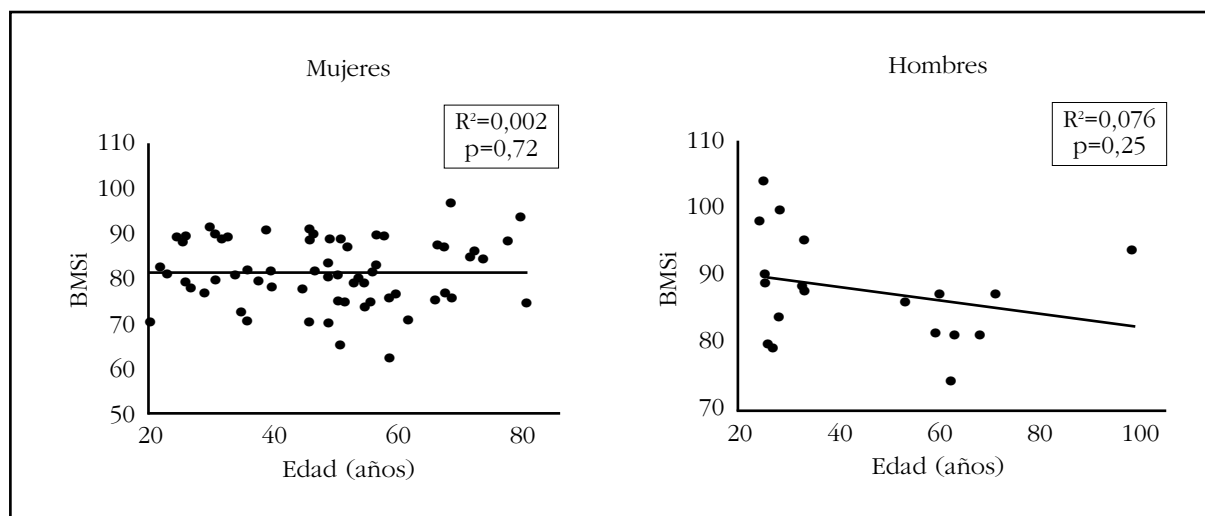 Mujeres
R²=0,002
p=0,72
110
100
90
80
70
60
50
BMSi
20 40 60 80
Edad (años)
Hombres
R²=0,076
p=0,25
110
100
90
80
70
BMSi
20 40 60 80 100
Edad (años)